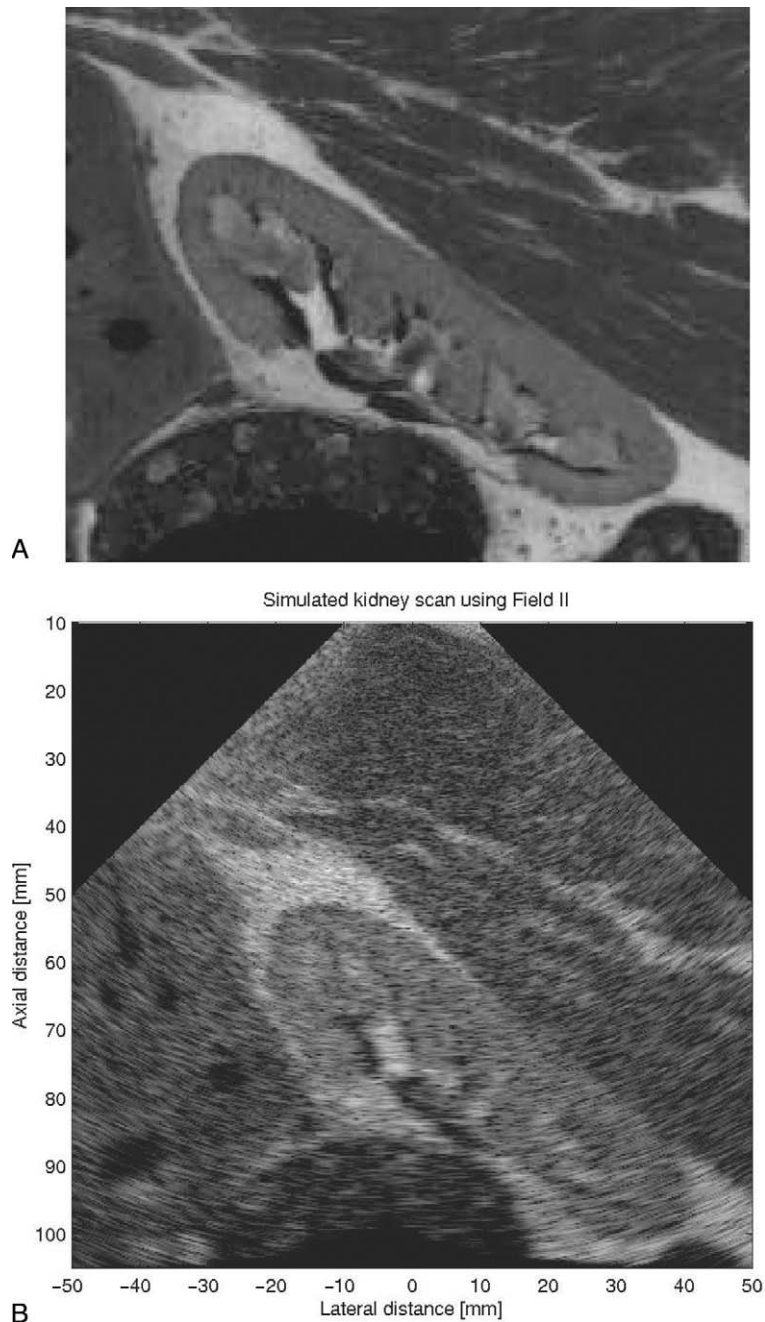 A
Simulated kidney scan using Field II
10
20
30
40
50
60
70
80
90
100
Axial distance [mm]
−50 −40 −30 −20 −10 0 10 20 30 40 50
Lateral distance [mm]
B